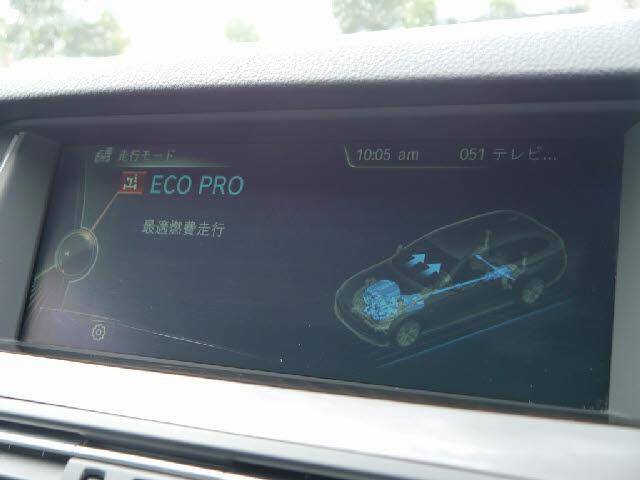 走行モード
10:05 am
051 テレビ...
ECO PRO
最適燃費走行